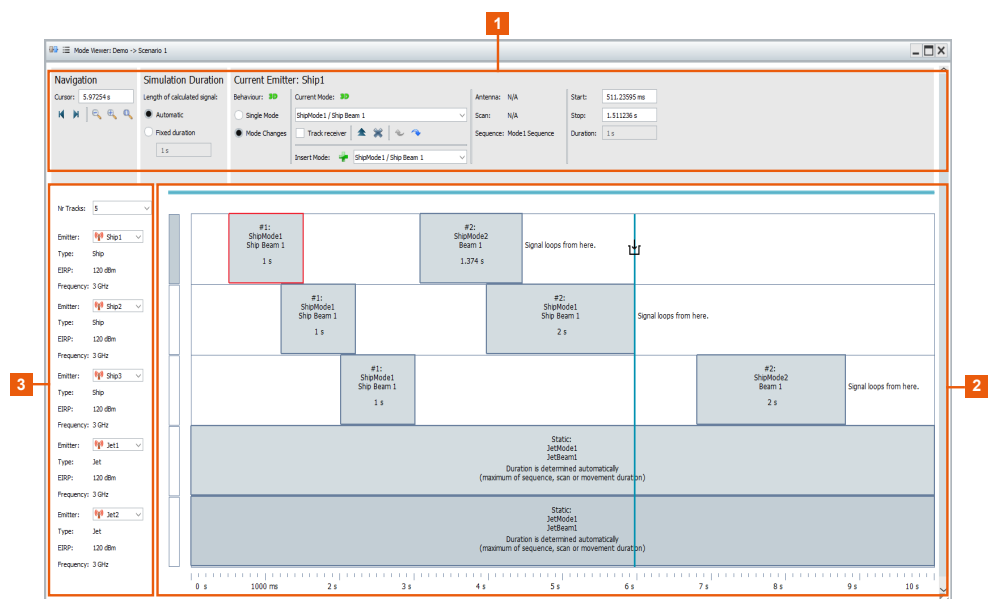 1
Mode Viewer: Demo -> Scenario 1
Navigation
Cursor: 5.97254 s
Simulation Duration
Length of calculated signal:
Automatic
Fixed duration
1 s
Current Emitter: Ship1
Behaviour:
Single Mode
Mode Changes
Current Mode:
ShipMode1 / Ship Beam 1
Track receiver
Insert Mode: ShipMode1 / Ship Beam 1
Antenna: N/A
Scan: N/A
Sequence: Mode1 Sequence
Start: 511.23595 ms
Stop: 1.511236 s
Duration: 1 s
3
Nr Tracks: 5
Emitter: Ship1
Type: Ship
EIRP: 120 dBm
Frequency: 3 GHz
Emitter: Ship2
Type: Ship
EIRP: 120 dBm
Frequency: 3 GHz
Emitter: Ship3
Type: Ship
EIRP: 120 dBm
Frequency: 3 GHz
Emitter: Jet1
Type: Jet
EIRP: 120 dBm
Frequency: 3 GHz
Emitter: Jet2
Type: Jet
EIRP: 120 dBm
Frequency: 3 GHz
2
#1:
ShipMode1
Ship Beam 1
1 s
#2:
ShipMode2
Beam 1
1.374 s
Signal loops from here.
#1:
ShipMode1
Ship Beam 1
1 s
#2:
ShipMode1
Ship Beam 1
2 s
Signal loops from here.
#1:
ShipMode1
Ship Beam 1
1 s
#2:
ShipMode2
Beam 1
2 s
Signal loops from here.
Static:
JetMode1
JetBeam1
Duration is determined automatically
(maximum of sequence, scan or movement duration)
Static:
JetMode1
JetBeam1
Duration is determined automatically
(maximum of sequence, scan or movement duration)
0 s 1000 ms 2 s 3 s 4 s 5 s 6 s 7 s 8 s 9 s 10 s